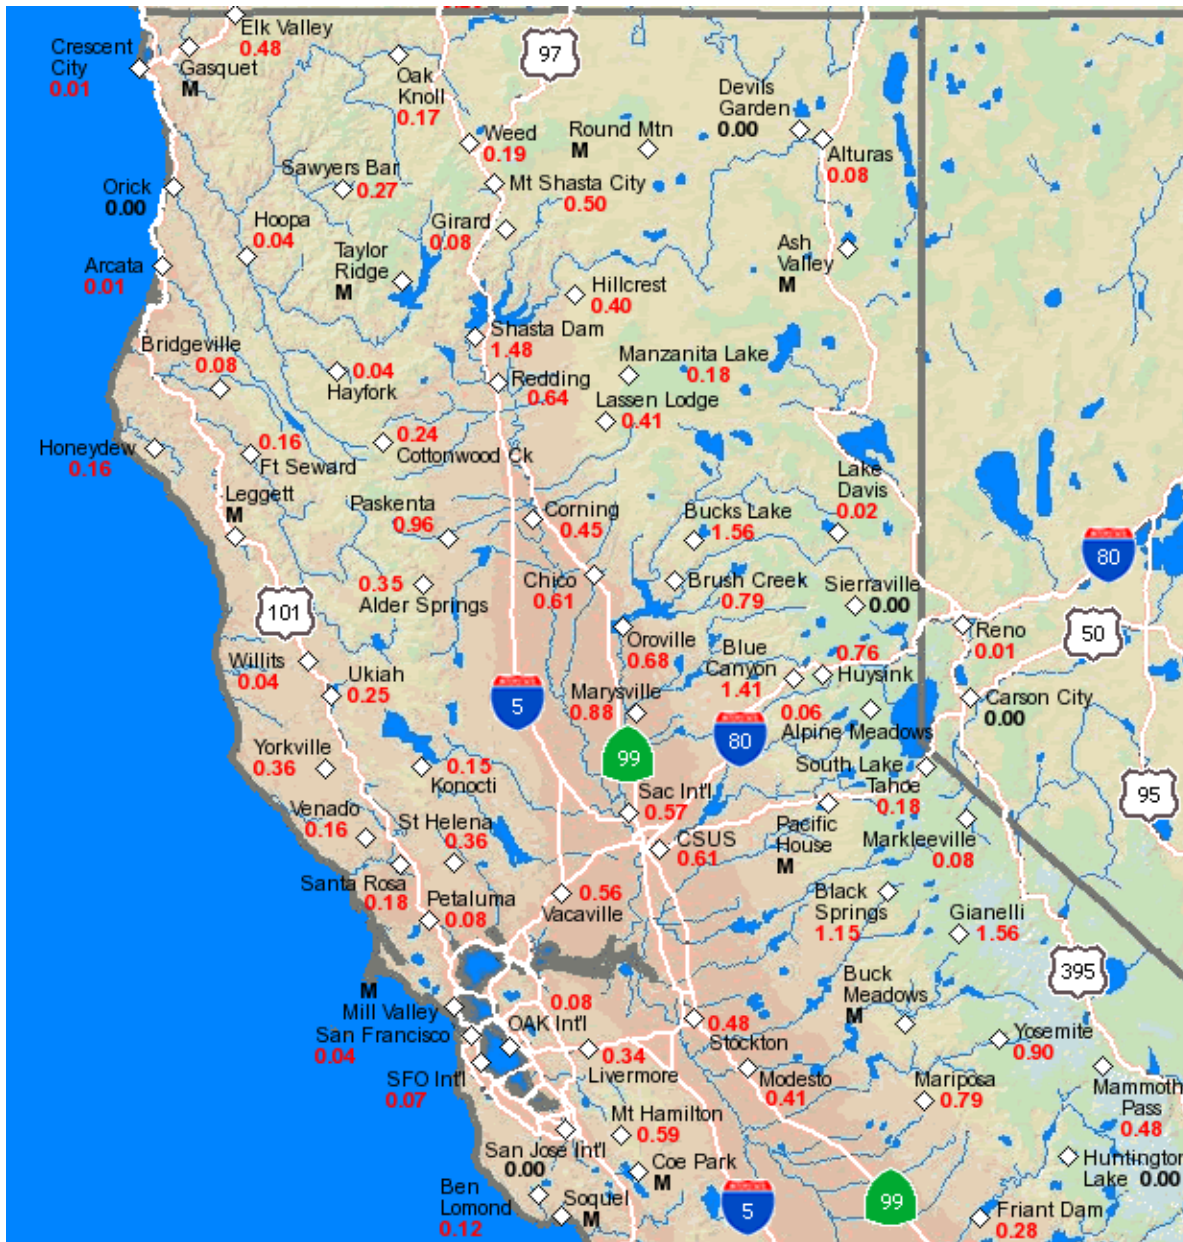 Elk Valley
0.48
Crescent
City
0.01
Gasquet
M
Oak
Knoll
0.17
97
Devils
Garden
0.00
Weed
0.19
Round Mtn
M
Alturas
0.08
Sawyers Bar
0.27
Mt Shasta City
0.50
Orick
0.00
Hoopa
0.04
Girard
0.08
Taylor
Ridge
M
Ash
Valley
M
Arcata
0.01
Hillcrest
0.40
Shasta Dam
1.48
Bridgeville
0.08
0.04
Hayfork
Manzanita Lake
0.18
Redding
0.64
Lassen Lodge
0.41
Honeydew
0.16
0.16
Ft Seward
0.24
Cottonwood Ck
Lake
Davis
0.02
Leggett
M
Paskenta
0.96
Corning
0.45
Bucks Lake
1.56
80
0.35
Alder Springs
Chico
0.61
Brush Creek
0.79
Sierraville
0.00
101
Oroville
0.68
Blue
Canyon
1.41
0.76
Huysink
Reno
0.01
50
Willits
0.04
Ukiah
0.25
5
Marysville
0.88
0.06
Alpine Meadows
Carson City
0.00
80
99
Yorkville
0.36
0.15
Konocti
South Lake
Tahoe
0.18
95
Venado
0.16
St Helena
0.36
Sac Int'l
0.57
CSUS
0.61
Pacific
House
M
Markleeville
0.08
Santa Rosa
0.18
Petaluma
0.08
0.56
Vacaville
Black
Springs
1.15
Gianelli
1.56
395
M
Mill Valley
San Francisco
0.04
0.08
OAK Int'l
0.48
Stockton
Buck
Meadows
M
Yosemite
0.90
SFO Int'l
0.07
0.34
Livermore
Modesto
0.41
Mariposa
0.79
Mammoth
Pass
0.48
Mt Hamilton
0.59
San Jose Int'l
0.00
Coe Park
M
Huntington
Lake 0.00
Ben
Lomond
0.12
Soquel
M
5
99
Friant Dam
0.28